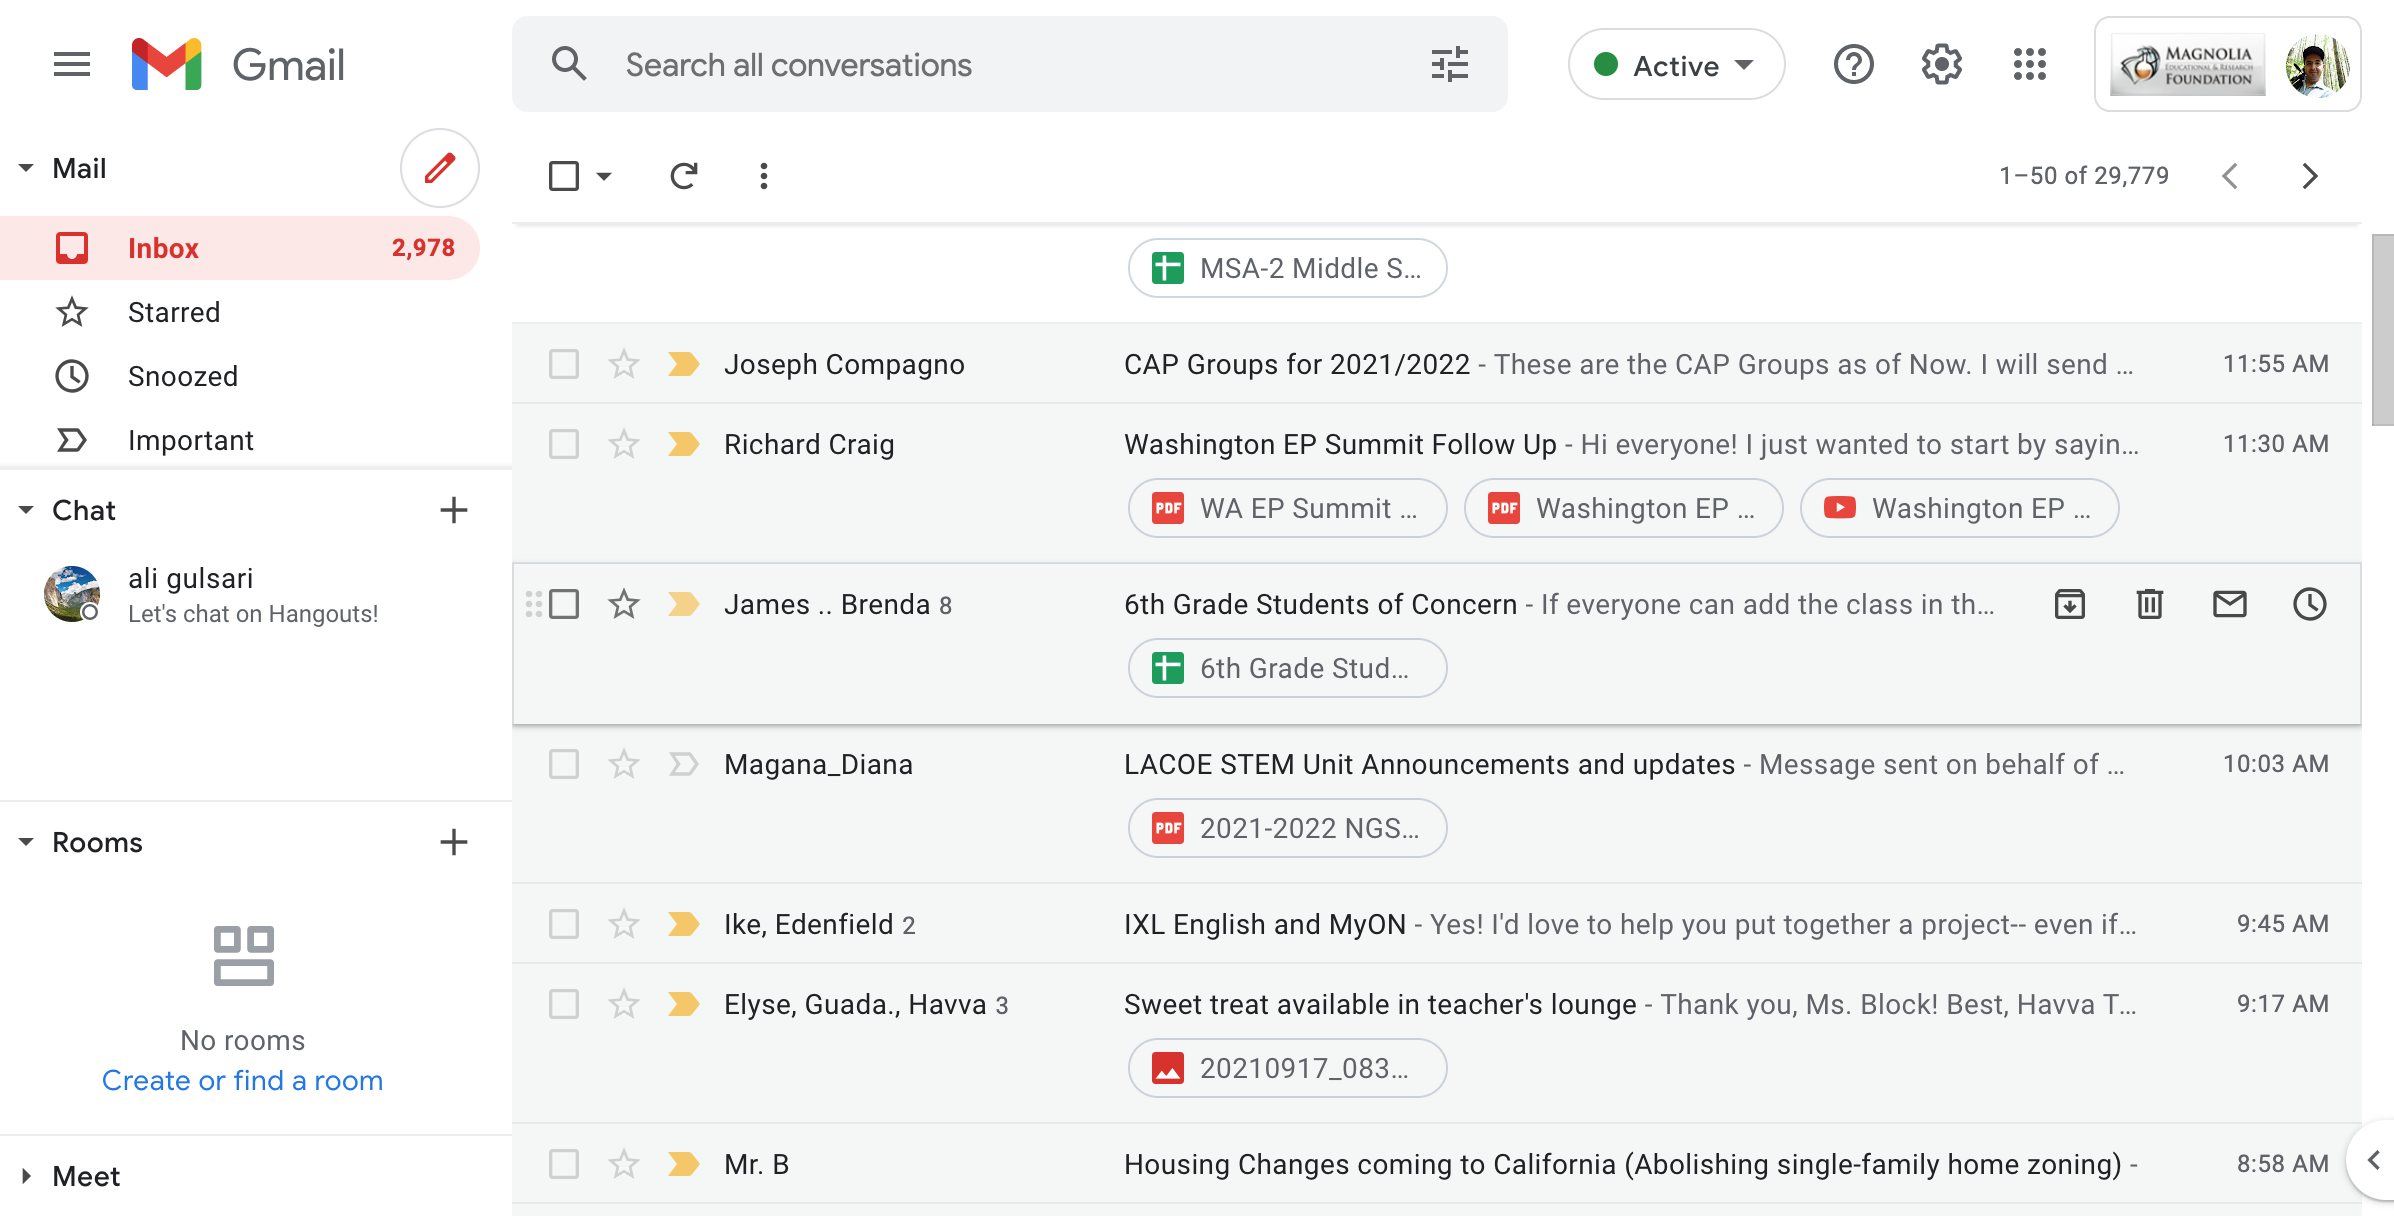 Gmail
Search all conversations
Active
MAGNOLIA
EDUCATIONAL & RESEARCH
FOUNDATION
Mail
1–50 of 29,779
Inbox 2,978
Starred
Snoozed
Important
Chat
ali gulsari
Let's chat on Hangouts!
Rooms
No rooms
Create or find a room
Meet
MSA-2 Middle S...
Joseph Compagno CAP Groups for 2021/2022 - These are the CAP Groups as of Now. I will send ... 11:55 AM
Richard Craig Washington EP Summit Follow Up - Hi everyone! I just wanted to start by sayin... 11:30 AM
PDF WA EP Summit ... PDF Washington EP ... Washington EP ...
James .. Brenda 8 6th Grade Students of Concern - If everyone can add the class in th...
6th Grade Stud...
Magana_Diana LACOE STEM Unit Announcements and updates - Message sent on behalf of ... 10:03 AM
PDF 2021-2022 NGS...
Ike, Edenfield 2 IXL English and MyON - Yes! I'd love to help you put together a project-- even if... 9:45 AM
Elyse, Guada., Havva 3 Sweet treat available in teacher's lounge - Thank you, Ms. Block! Best, Havva T... 9:17 AM
20210917_083...
Mr. B Housing Changes coming to California (Abolishing single-family home zoning) - 8:58 AM